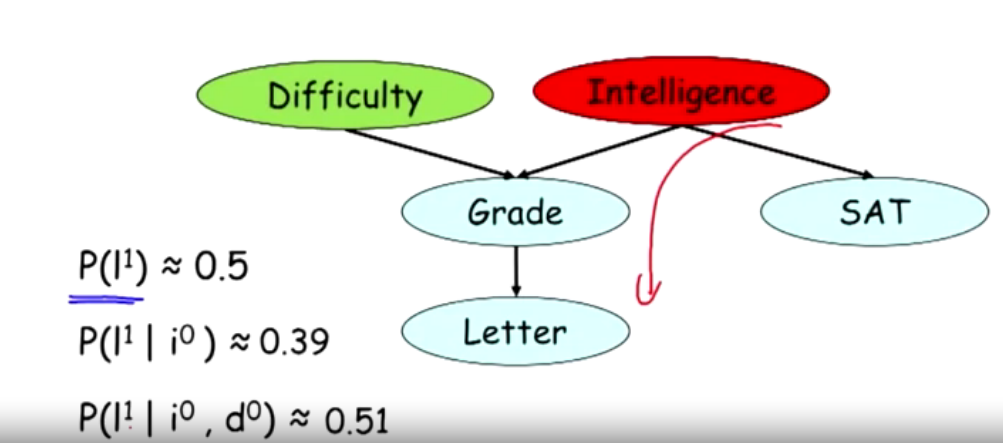 Difficulty
Intelligence
Grade
SAT
P(l¹) ≈ 0.5
P(l¹ | i⁰ ) ≈ 0.39
Letter
P(l¹ | i⁰ , d⁰) ≈ 0.51